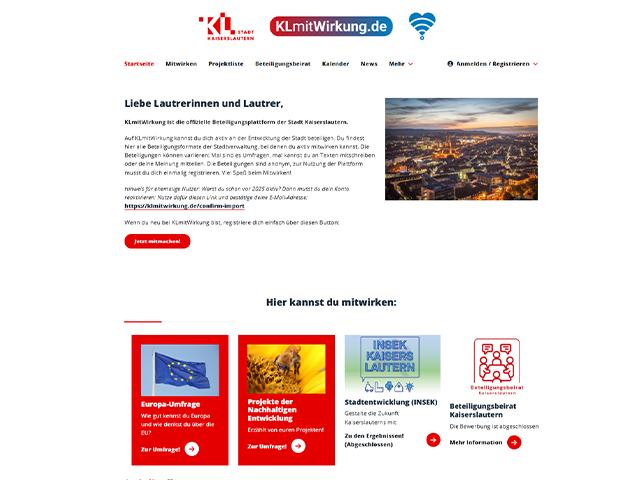 KL STADT
KAISERSLAUTERN
KLmitWirkung.de
Startseite Mitwirken Projektliste Beteiligungsbeirat Kalender News Mehr Anmelden / Registrieren
Liebe Lautrerinnen und Lautrer,
KLmitWirkung ist die offizielle Beteiligungsplattform der Stadt Kaiserslautern.
Auf KLmitWirkung kannst du dich aktiv an der Entwicklung der Stadt beteiligen. Du findest
hier alle Beteiligungsformate der Stadtverwaltung, bei denen du aktiv mitwirken kannst. Die
Beteiligungen können variieren: Mal sind es Umfragen, mal kannst du an Texten mitschreiben
oder deine Meinung mitteilen. Die Beteiligungen sind anonym, zur Nutzung der Plattform
musst du dich einmalig registrieren. Viel Spaß beim Mitwirken!
Hinweis für ehemalige Nutzer: Warst du schon vor 2025 aktiv? Dann musst du dein Konto
reaktivieren: Nutze dafür diesen Link und bestätige deine E-Mail-Adresse:
https://klmitwirkung.de/confirm-import
Wenn du neu bei KLmitWirkung bist, registriere dich einfach über diesen Button:
Jetzt mitmachen!
Hier kannst du mitwirken:
Europa-Umfrage
Wie gut kennst du Europa
und wie denkst du über die
EU?
Zur Umfrage!
Projekte der
Nachhaltigen
Entwicklung
Erzählt von euren Projekten!
Zur Umfrage!
INSEK
KAISERS
LAUTERN
Stadtentwicklung (INSEK)
Gestalte die Zukunft
Kaiserslauterns mit
Zu den Ergebnissen!
(Abgeschlossen)
Beteiligungsbeirat
Kaiserslautern
Beteiligungsbeirat
Kaiserslautern
Die Bewerbung ist abgeschlossen
Mehr Information